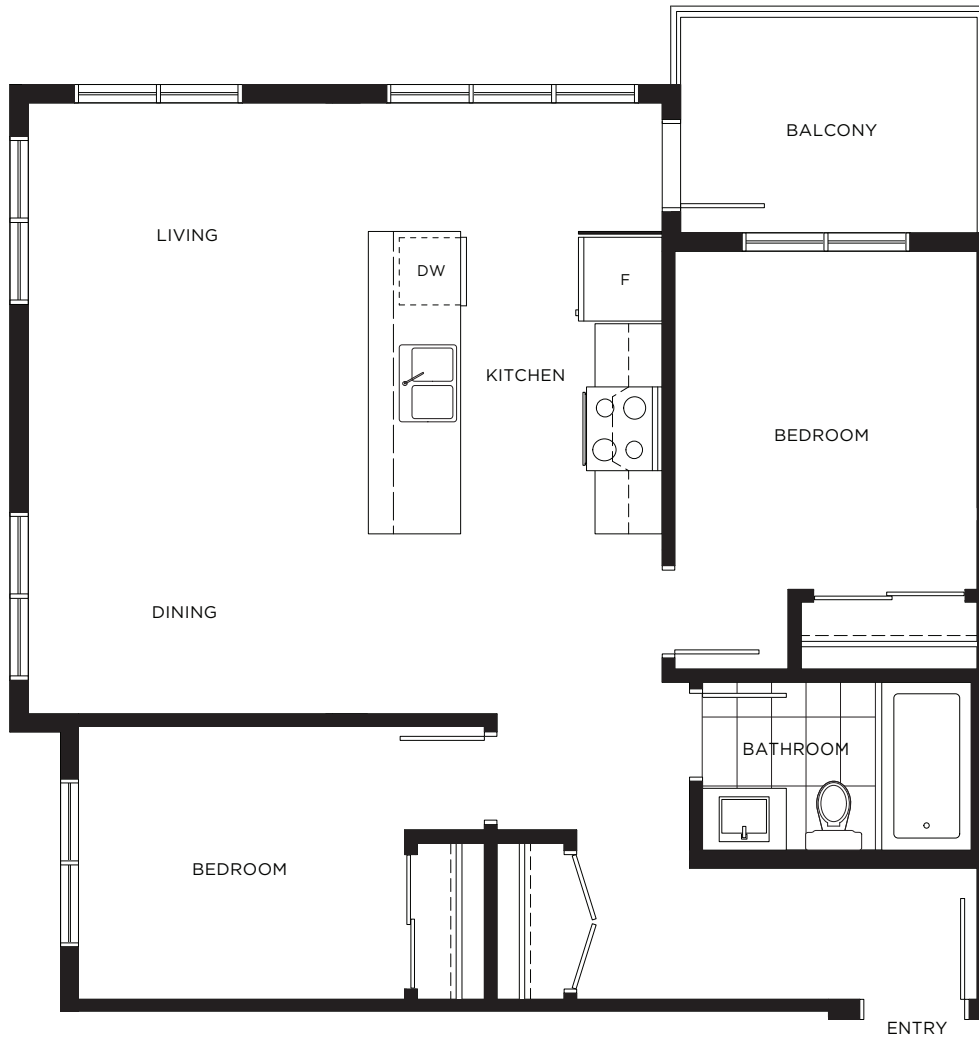 BALCONY
LIVING
DW
F
KITCHEN
BEDROOM
DINING
BATHROOM
BEDROOM
ENTRY